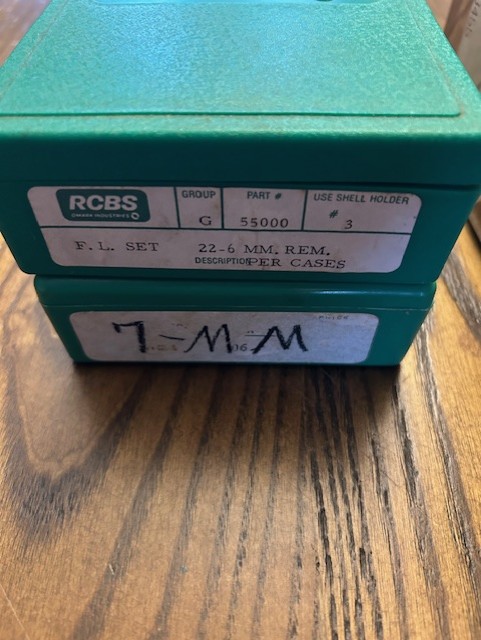 RCBS
OMARK INDUSTRIES
GROUP
G
PART #
55000
USE SHELL HOLDER
# 3
F. L. SET 22-6 MM. REM.
DESCRIPTION PER CASES
7-MM